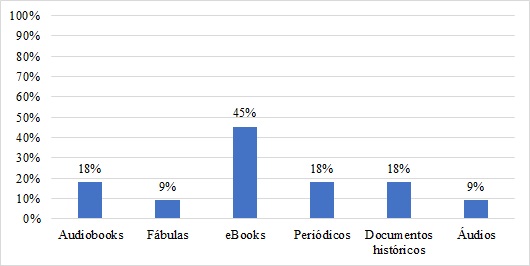 100%
90%
80%
70%
60%
50%
40%
30%
20%
10%
0%
18%
9%
45%
18%
18%
9%
Audiobooks
Fábulas
eBooks
Periódicos
Documentos
históricos
Áudios